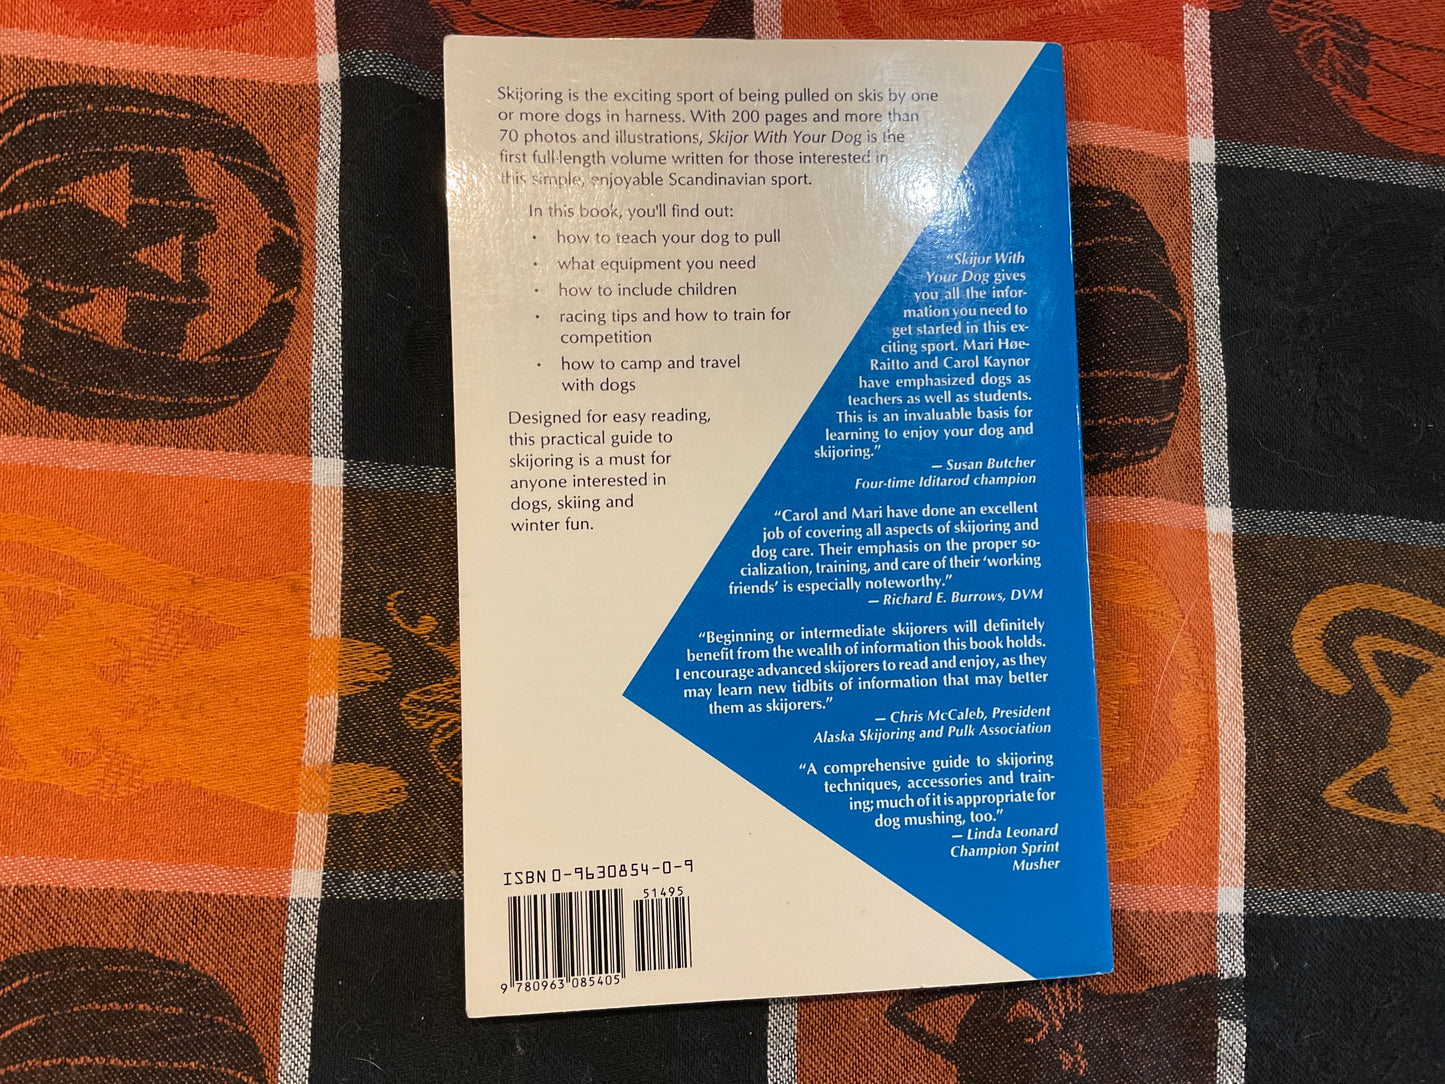 Skijoring is the exciting sport of being pulled on skis by one
or more dogs in harness. With 200 pages and more than
70 photos and illustrations, Skijor With Your Dog is the
first full-length volume written for those interested in
this simple, enjoyable Scandinavian sport.
In this book, you'll find out:
• how to teach your dog to pull
• what equipment you need
• how to include children
• racing tips and how to train for
competition
• how to camp and travel
with dogs
Designed for easy reading,
this practical guide to
skijoring is a must for
anyone interested in
dogs, skiing and
winter fun.
“Skijor With
Your Dog gives
you all the infor-
mation you need to
get started in this ex-
citing sport. Mari Høe-
Raitto and Carol Kaynor
have emphasized dogs as
teachers as well as students.
This is an invaluable basis for
learning to enjoy your dog and
skijoring.”
— Susan Butcher
Four-time Iditarod champion
“Carol and Mari have done an excellent
job of covering all aspects of skijoring and
dog care. Their emphasis on the proper so-
cialization, training, and care of their ‘working
friends’ is especially noteworthy.”
— Richard E. Burrows, DVM
“Beginning or intermediate skijorers will definitely
benefit from the wealth of information this book holds.
I encourage advanced skijorers to read and enjoy, as they
may learn new tidbits of information that may better
them as skijorers.”
— Chris McCaleb, President
Alaska Skijoring and Pulk Association
“A comprehensive guide to skijoring
techniques, accessories and train-
ing; much of it is appropriate for
dog mushing, too.”
— Linda Leonard
Champion Sprint
Musher
ISBN 0-9630854-0-9
51495
9 780963 085405